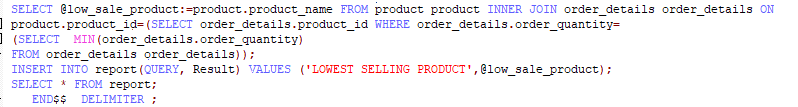 SELECT @low_sale_product:=product.product_name FROM product product INNER JOIN order_details order_details ON
product.product_id=(SELECT order_details.product_id WHERE order_details.order_quantity=
(SELECT MIN(order_details.order_quantity)
FROM order_details order_details));
INSERT INTO report(QUERY, Result) VALUES ('LOWEST SELLING PRODUCT',@low_sale_product);
SELECT * FROM report;
END$$ DELIMITER ;